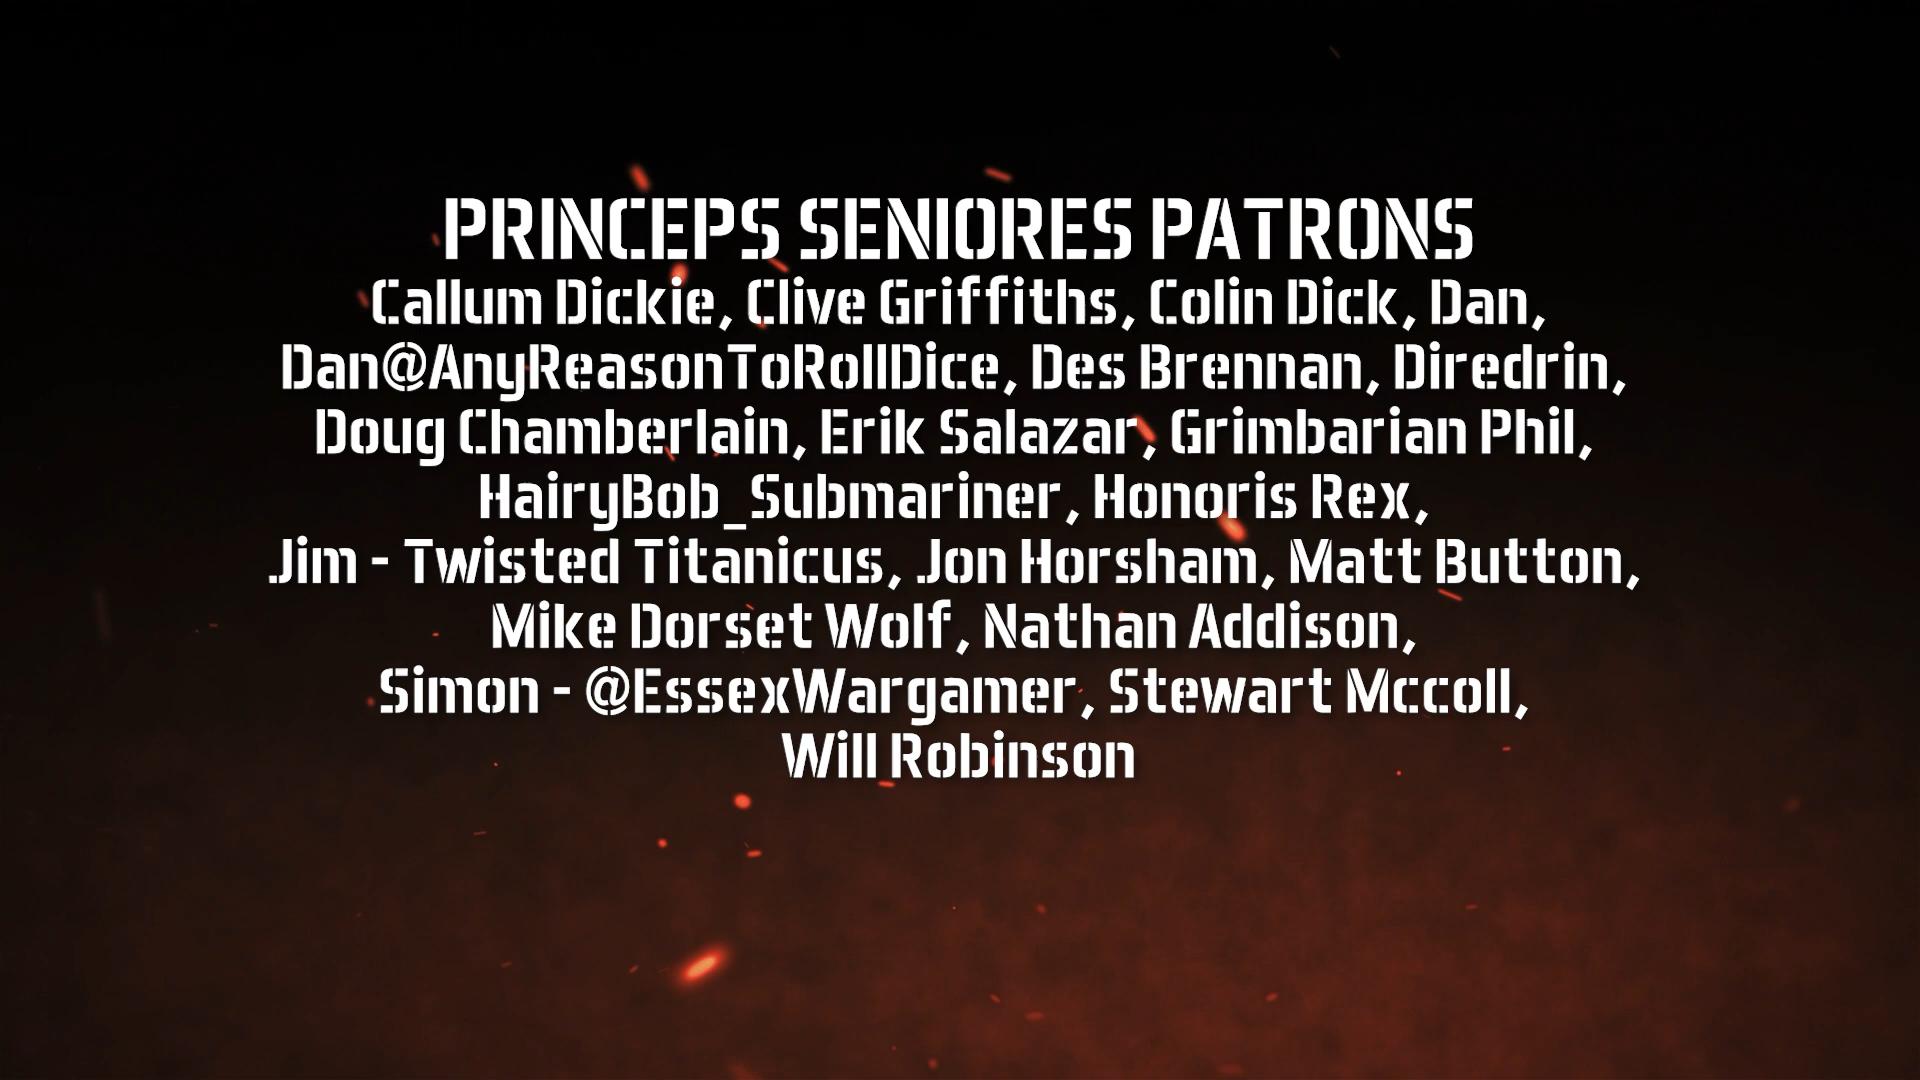 PRINCEPS SENIORES PATRONS
Callum Dickie, Clive Griffiths, Colin Dick, Dan,
Dan@AnyReasonToRollDice, Des Brennan, Diredrin,
Doug Chamberlain, Erik Salazar, Grimbarian Phil,
HairyBob_Submariner, Honoris Rex,
Jim - Twisted Titanicus, Jon Horsham, Matt Button,
Mike Dorset Wolf, Nathan Addison,
Simon - @EssexWargamer, Stewart Mccoll,
Will Robinson